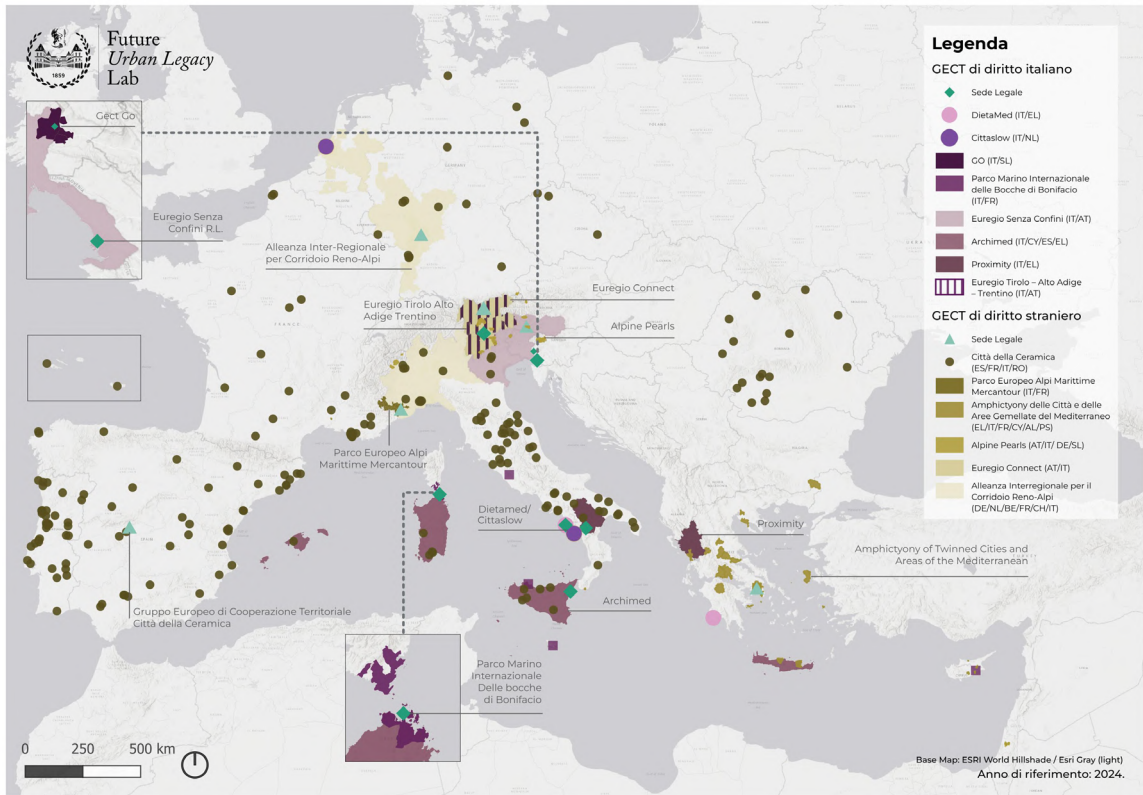 Future
Urban Legacy
Lab
1859
Gect Go
Euregio Senza
Confini R.L.
Alleanza Inter-Regionale
per Corridoio Reno-Alpi
Euregio Tirolo Alto
Adige Trentino
Euregio Connect
Alpine Pearls
Parco Europeo Alpi
Marittime Mercantour
Dietamed/
Cittaslow
Proximity
Amphictyony of Twinned Cities and
Areas of the Mediterranean
Archimed
Gruppo Europeo di Cooperazione Territoriale
Città della Ceramica
Parco Marino
Internazionale
Delle bocche
di Bonifacio
FRANCE
SPAIN
Legenda
GECT di diritto italiano
Sede Legale
DietaMed (IT/EL)
Cittaslow (IT/NL)
GO (IT/SL)
Parco Marino Internazionale
delle Bocche di Bonifacio
(IT/FR)
Euregio Senza Confini (IT/AT)
Archimed (IT/CY/ES/EL)
Proximity (IT/EL)
Euregio Tirolo – Alto Adige
– Trentino (IT/AT)
GECT di diritto straniero
Sede Legale
Città della Ceramica
(ES/FR/IT/RO)
Parco Europeo Alpi Marittime
Mercantour (IT/FR)
Amphictyony delle Città e delle
Aree Gemellate del Mediterraneo
(EL/IT/FR/CY/AL/PS)
Alpine Pearls (AT/IT/ DE/SL)
Euregio Connect (AT/IT)
Alleanza Interregionale per il
Corridoio Reno-Alpi
(DE/NL/BE/FR/CH/IT)
0 250 500 km
Base Map: ESRI World Hillshade / Esri Gray (light)
Anno di riferimento: 2024.